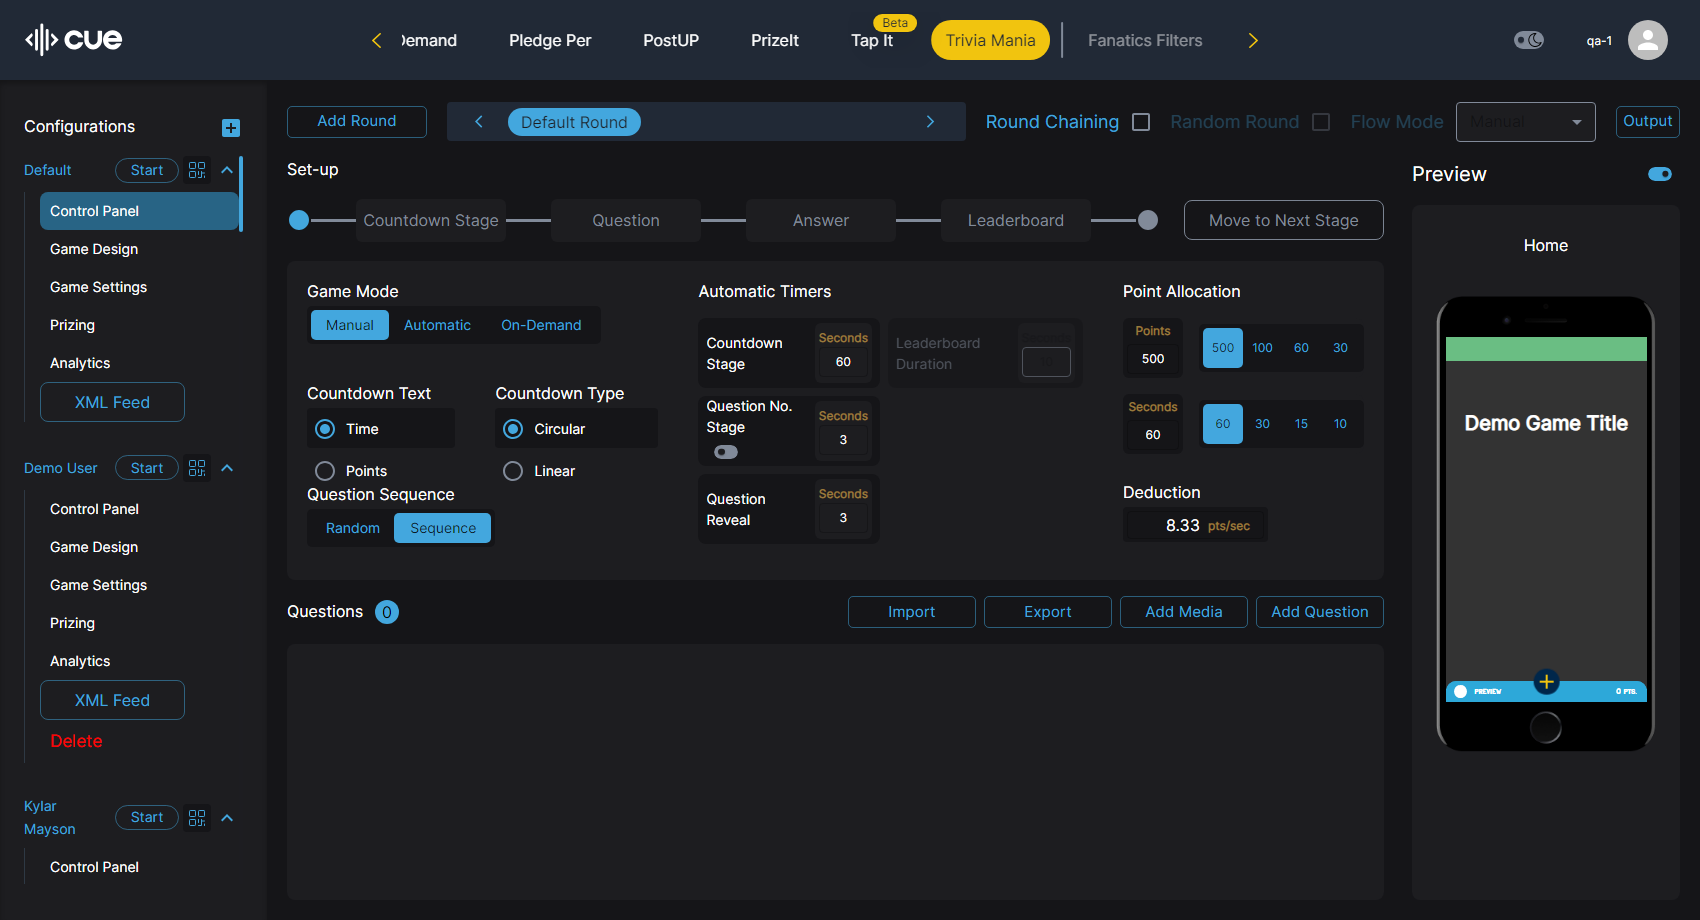 cue
Demand
Pledge Per
PostUP
PrizeIt
Tap It
Beta
Trivia Mania
Fanatics Filters
qa-1
Configurations
Default
Start
Control Panel
Game Design
Game Settings
Prizing
Analytics
XML Feed
Demo User
Start
Control Panel
Game Design
Game Settings
Prizing
Analytics
XML Feed
Delete
Kylar
Mayson
Start
Control Panel
Add Round
Default Round
Round Chaining
Random Round
Flow Mode
Manual
Output
Set-up
Countdown Stage
Question
Answer
Leaderboard
Move to Next Stage
Game Mode
Manual
Automatic
On-Demand
Countdown Text
Time
Points
Countdown Type
Circular
Linear
Question Sequence
Random
Sequence
Automatic Timers
Countdown
Stage
Seconds
60
Leaderboard
Duration
Question No.
Stage
Seconds
3
Question
Reveal
Seconds
3
Point Allocation
Points
500
500
100
60
30
Seconds
60
60
30
15
10
Deduction
8.33 pts/sec
Questions 0
Import
Export
Add Media
Add Question
Preview
Home
Demo Game Title
PREVIEW
0 PTS.